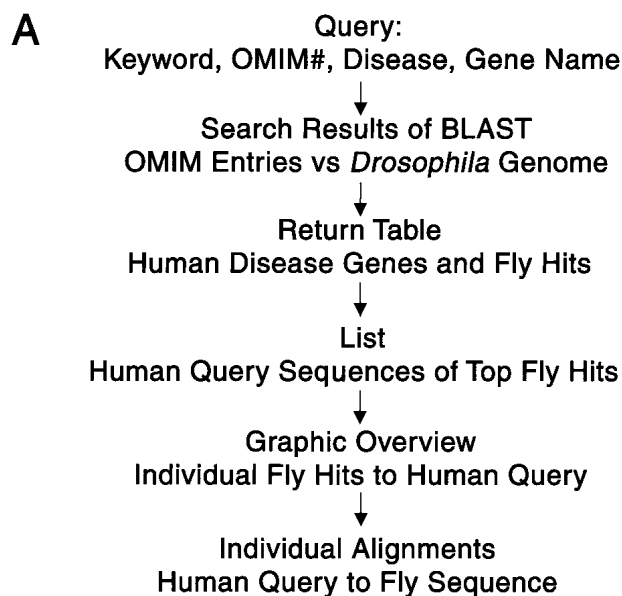 A
Query:
Keyword, OMIM#, Disease, Gene Name
Search Results of BLAST
OMIM Entries vs Drosophila Genome
Return Table
Human Disease Genes and Fly Hits
List
Human Query Sequences of Top Fly Hits
Graphic Overview
Individual Fly Hits to Human Query
Individual Alignments
Human Query to Fly Sequence